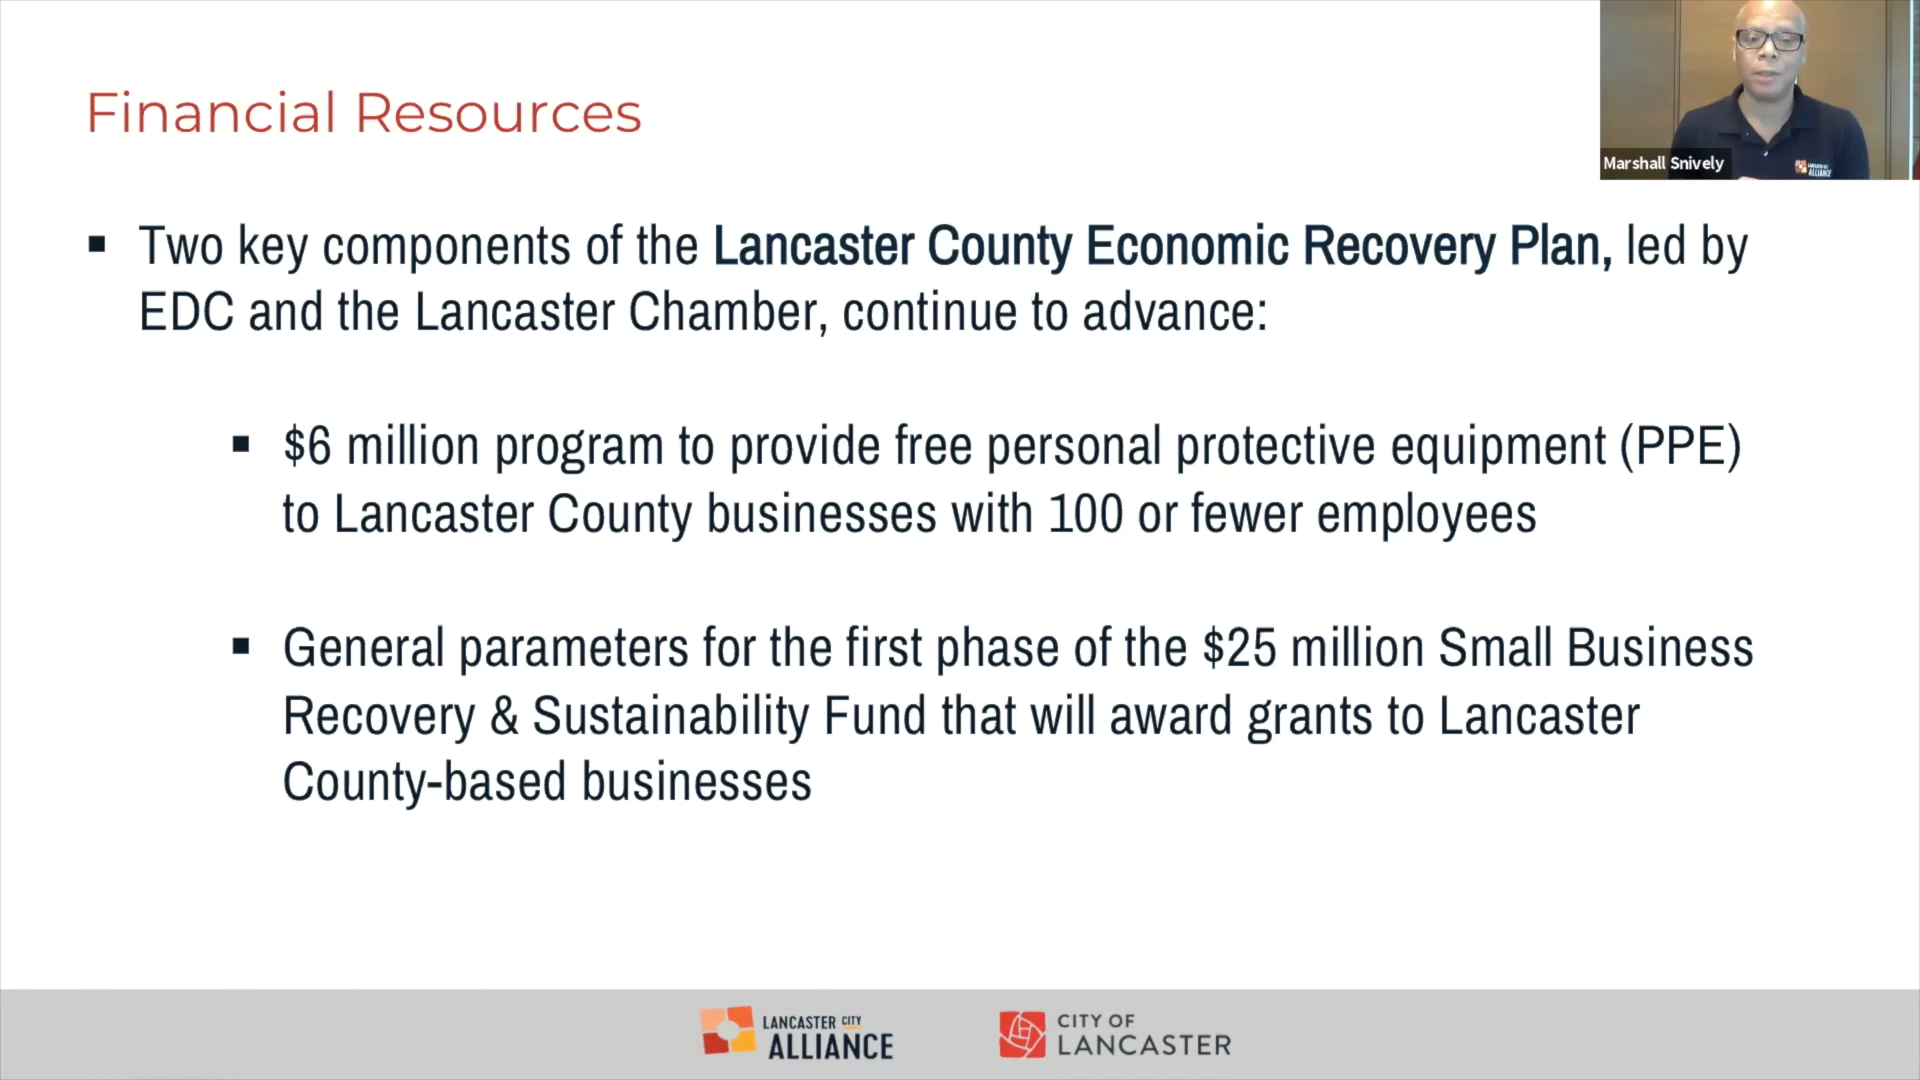 Financial Resources
Marshall Snively
LANCASTER CITY
ALLIANCE
▪ Two key components of the Lancaster County Economic Recovery Plan, led by
EDC and the Lancaster Chamber, continue to advance:
▪ $6 million program to provide free personal protective equipment (PPE)
to Lancaster County businesses with 100 or fewer employees
▪ General parameters for the first phase of the $25 million Small Business
Recovery & Sustainability Fund that will award grants to Lancaster
County-based businesses
LANCASTER CITY
ALLIANCE
CITY OF
LANCASTER